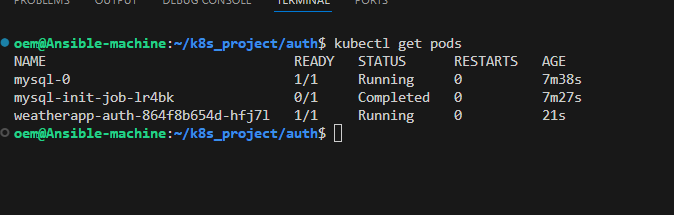 PROBLEMS OUTPUT DEBUG CONSOLE TERMINAL PORTS
oem@Ansible-machine:~/k8s_project/auth$ kubectl get pods
NAME READY STATUS RESTARTS AGE
mysql-0 1/1 Running 0 7m38s
mysql-init-job-lr4bk 0/1 Completed 0 7m27s
weatherapp-auth-864f8b654d-hfj7l 1/1 Running 0 21s
oem@Ansible-machine:~/k8s_project/auth$